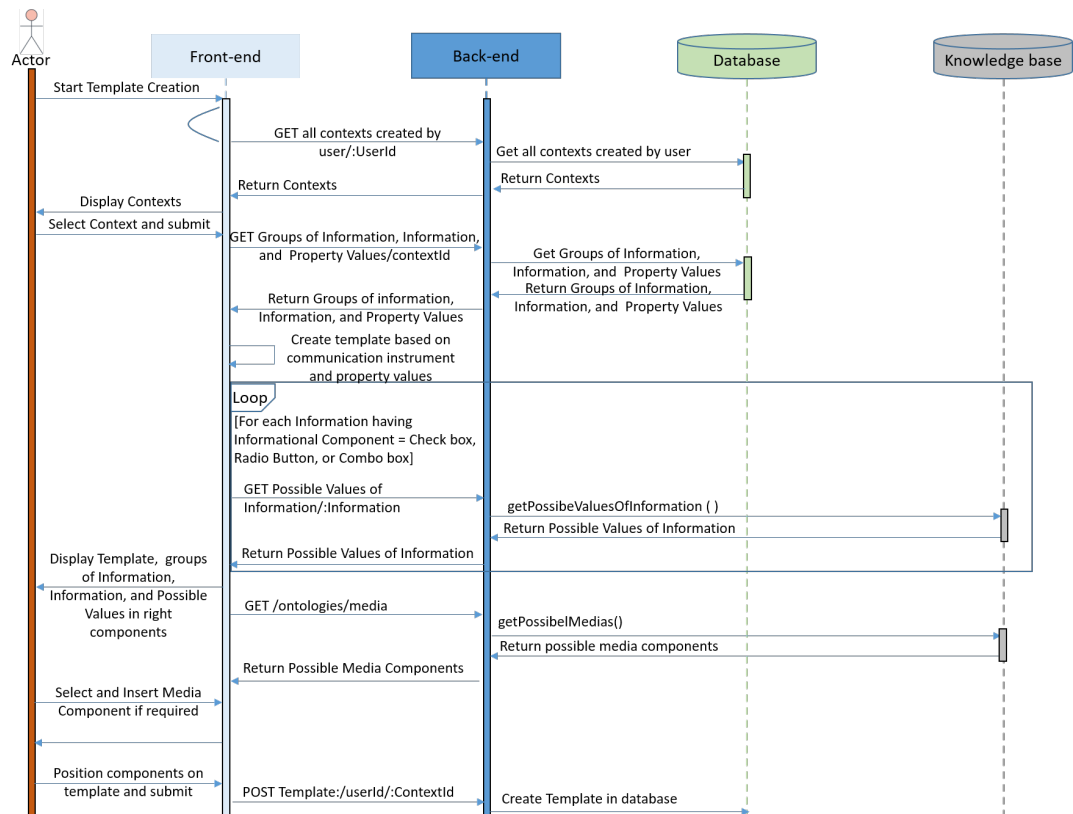 Actor
Front-end
Back-end
Database
Knowledge base
Start Template Creation
GET all contexts created by
user/:UserId
Get all contexts created by user
Return Contexts
Return Contexts
Display Contexts
Select Context and submit
GET Groups of Information, Information,
and Property Values/contextId
Get Groups of Information,
Information, and Property Values
Return Groups of Information,
Information, and Property Values
Return Groups of information,
Information, and Property Values
Create template based on
communication instrument
and property values
Loop
[For each Information having
Informational Component = Check box,
Radio Button, or Combo box]
GET Possible Values of
Information/:Information
getPossibeValuesOfInformation ( )
Return Possible Values of Information
Return Possible Values of Information
Display Template, groups
of Information,
Information, and Possible
Values in right
components
GET /ontologies/media
getPossibelMedias()
Return possible media components
Return Possible Media Components
Select and Insert Media
Component if required
Position components on
template and submit
POST Template:/userId/:ContextId
Create Template in database